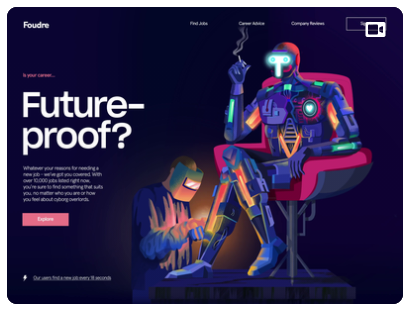 Foudre
Find Jobs
Career Advice
Company Reviews
Is your career...
Future-
proof?
Whatever your reasons for needing a
new job – we've got you covered. With
over 10,000 jobs listed right now,
you're sure to find something that suits
you, no matter who you are or how
you feel about cyborg overlords.
Explore
Our users find a new job every 19 seconds